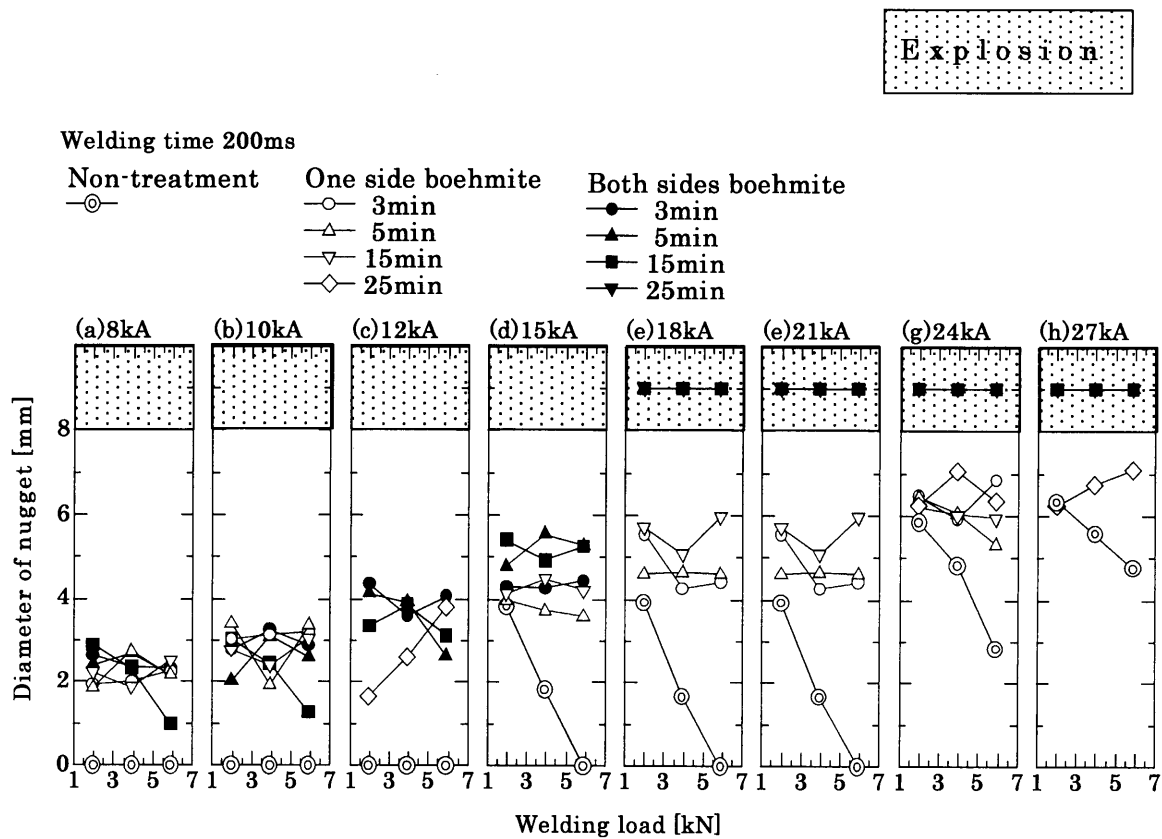 Explosion
Welding time 200ms
Non-treatment
One side boehmite
3min
5min
15min
25min
Both sides boehmite
3min
5min
15min
25min
(a)8kA (b)10kA (c)12kA (d)15kA (e)18kA (e)21kA (g)24kA (h)27kA
Diameter of nugget [mm]
8
6
4
2
0
1 3 5 7 1 3 5 7 1 3 5 7 1 3 5 7 1 3 5 7 1 3 5 7 1 3 5 7 1 3 5 7
Welding load [kN]